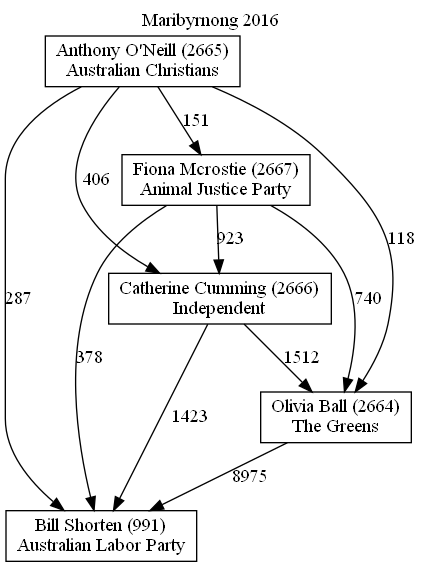 Maribyrnong 2016
Anthony O'Neill (2665)
Australian Christians
151
Fiona Mcrostie (2667)
Animal Justice Party
406
923
118
Catherine Cumming (2666)
Independent
287
740
378
1512
Olivia Ball (2664)
The Greens
1423
8975
Bill Shorten (991)
Australian Labor Party